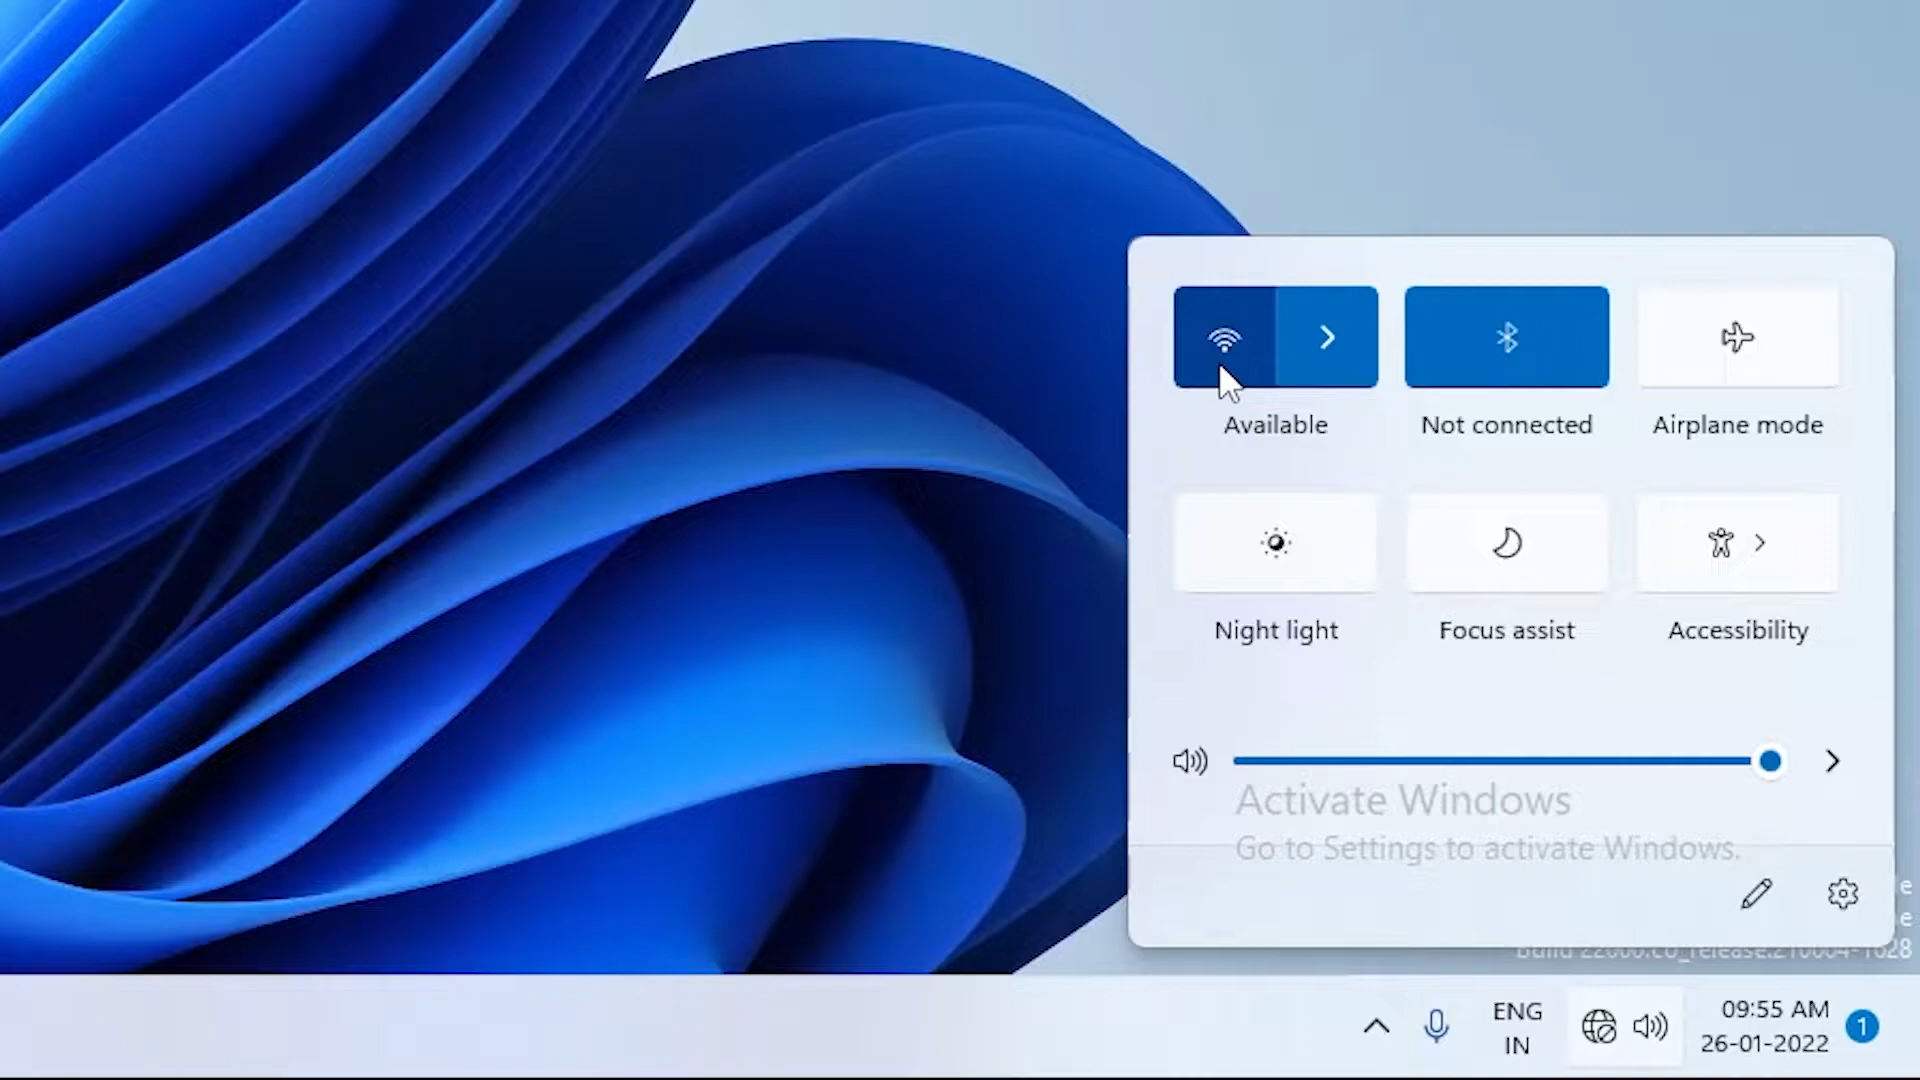 Available
Not connected
Airplane mode
Night light
Focus assist
Accessibility
Activate Windows
Go to Settings to activate Windows.
ENG
IN
09:55 AM
26-01-2022
1